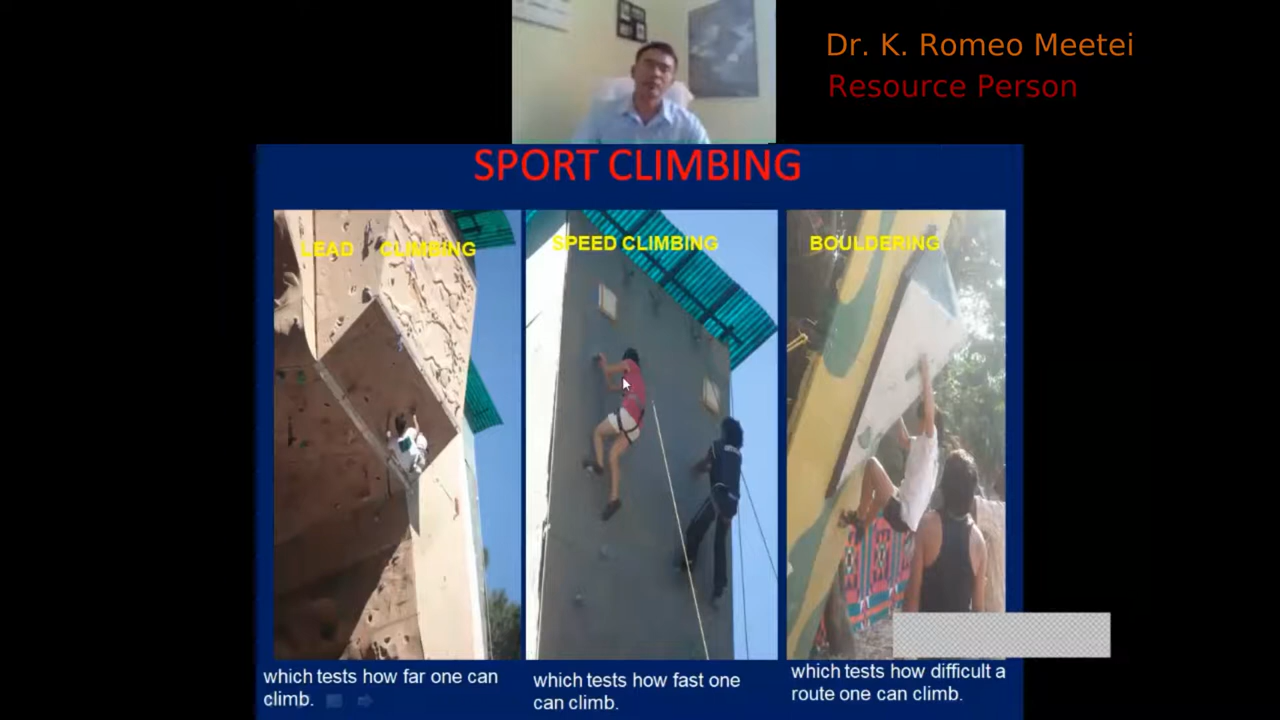 Dr. K. Romeo Meetei
Resource Person
SPORT CLIMBING
LEAD CLIMBING
SPEED CLIMBING
BOULDERING
which tests how far one can
climb.
which tests how fast one
can climb.
which tests how difficult a
route one can climb.